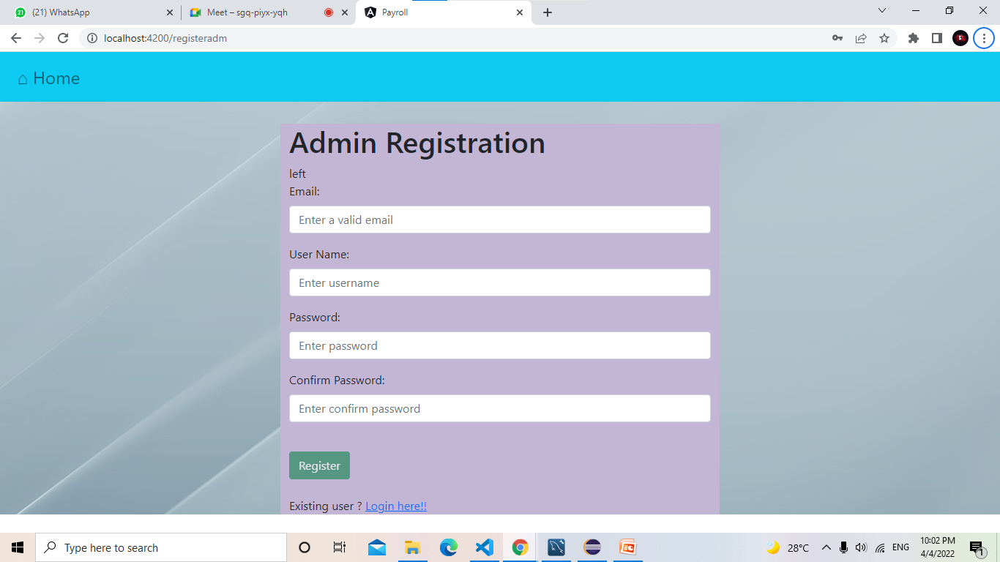 21 (21) WhatsApp
Meet – sgq-piyx-yqh
Payroll
localhost:4200/registeradm
⌂ Home
Admin Registration
left
Email:
Enter a valid email
User Name:
Enter username
Password:
Enter password
Confirm Password:
Enter confirm password
Register
Existing user ? Login here!!
Type here to search
28°C
ENG
10:02 PM
4/4/2022
1